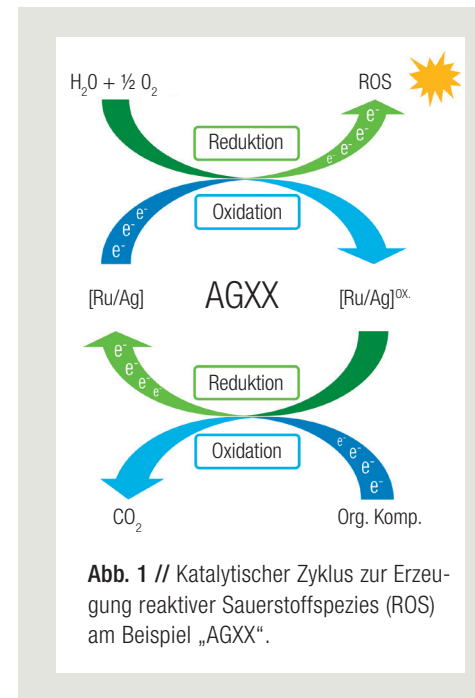 H₂O + ½ O₂ ROS
e⁻ e⁻ e⁻ e⁻
Reduktion
Oxidation
e⁻ e⁻ e⁻
[Ru/Ag] AGXX [Ru/Ag]ᴼˣ·
e⁻ e⁻ e⁻ e⁻
Reduktion
Oxidation
e⁻ e⁻ e⁻ e⁻
CO₂ Org. Komp.
Abb. 1 // Katalytischer Zyklus zur Erzeu-
gung reaktiver Sauerstoffspezies (ROS)
am Beispiel „AGXX“.